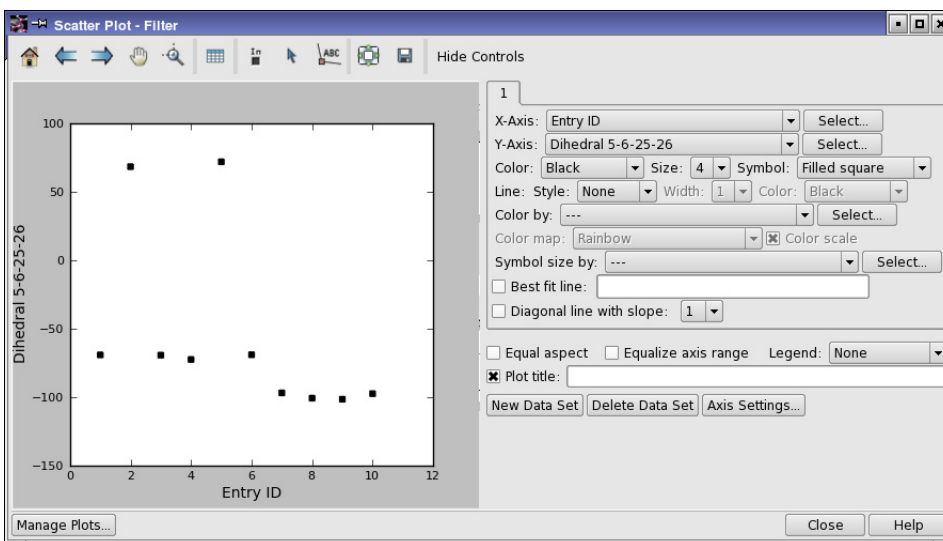 Scatter Plot - Filter
In
ABC
Hide Controls
1
X-Axis: Entry ID Select...
Y-Axis: Dihedral 5-6-25-26 Select...
Color: Black Size: 4 Symbol: Filled square
Line: Style: None Width: 1 Color: Black
Color by: --- Select...
Color map: Rainbow Color scale
Symbol size by: --- Select...
Best fit line:
Diagonal line with slope: 1
Equal aspect Equalize axis range Legend: None
Plot title:
New Data Set Delete Data Set Axis Settings...
100
50
0
−50
−100
−150
Dihedral 5-6-25-26
0 2 4 6 8 10 12
Entry ID
Manage Plots... Close Help